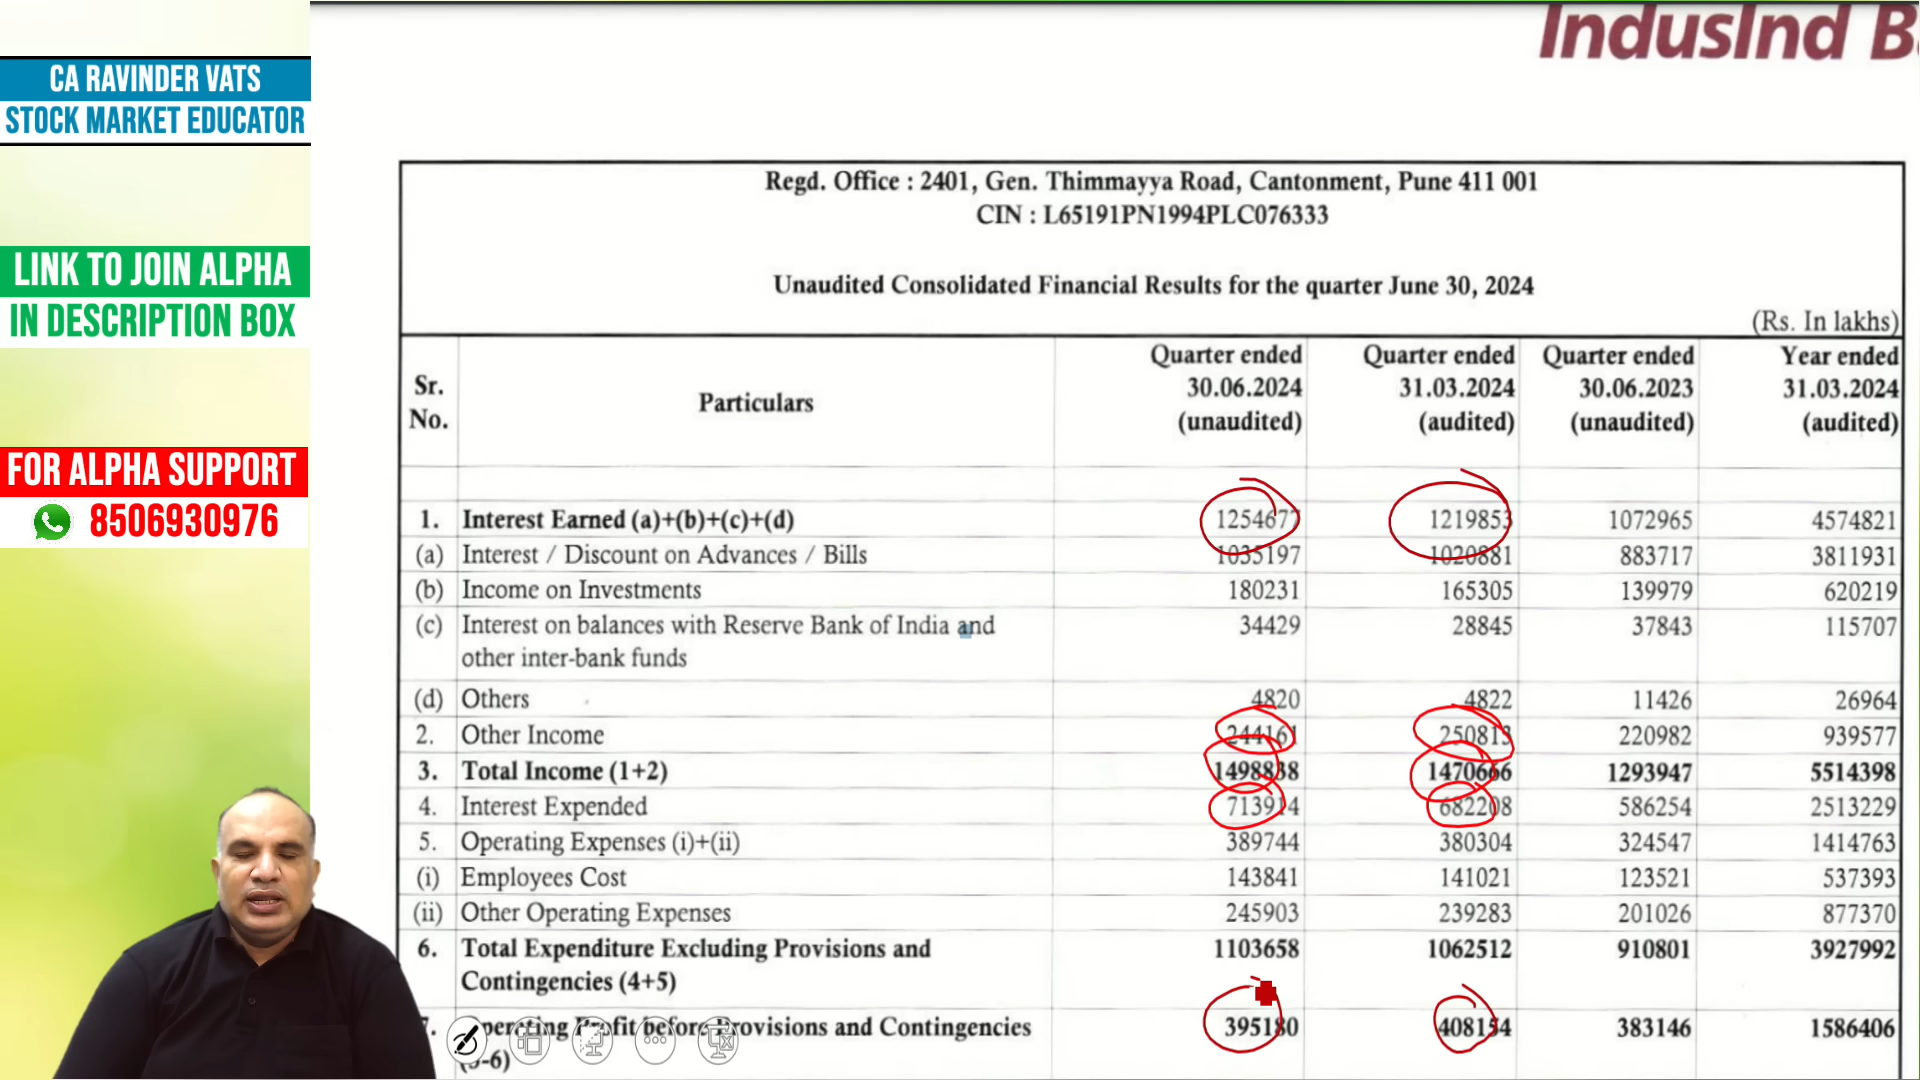 IndusInd B
CA RAVINDER VATS
STOCK MARKET EDUCATOR
LINK TO JOIN ALPHA
IN DESCRIPTION BOX
FOR ALPHA SUPPORT
8506930976
Regd. Office : 2401, Gen. Thimmayya Road, Cantonment, Pune 411 001
CIN : L65191PN1994PLC076333
Unaudited Consolidated Financial Results for the quarter June 30, 2024
(Rs. In lakhs)
Sr. No. Particulars Quarter ended 30.06.2024 (unaudited) Quarter ended 31.03.2024 (audited) Quarter ended 30.06.2023 (unaudited) Year ended 31.03.2024 (audited)
1. Interest Earned (a)+(b)+(c)+(d) 1254677 1219853 1072965 4574821
(a) Interest / Discount on Advances / Bills 1035197 1020881 883717 3811931
(b) Income on Investments 180231 165305 139979 620219
(c) Interest on balances with Reserve Bank of India and 34429 28845 37843 115707
other inter-bank funds
(d) Others 4820 4822 11426 26964
2. Other Income 244161 250813 220982 939577
3. Total Income (1+2) 1498838 1470666 1293947 5514398
4. Interest Expended 713914 682208 586254 2513229
5. Operating Expenses (i)+(ii) 389744 380304 324547 1414763
(i) Employees Cost 143841 141021 123521 537393
(ii) Other Operating Expenses 245903 239283 201026 877370
6. Total Expenditure Excluding Provisions and 1103658 1062512 910801 3927992
Contingencies (4+5)
7. Operating Profit before Provisions and Contingencies 395180 408154 383146 1586406
(3-6)